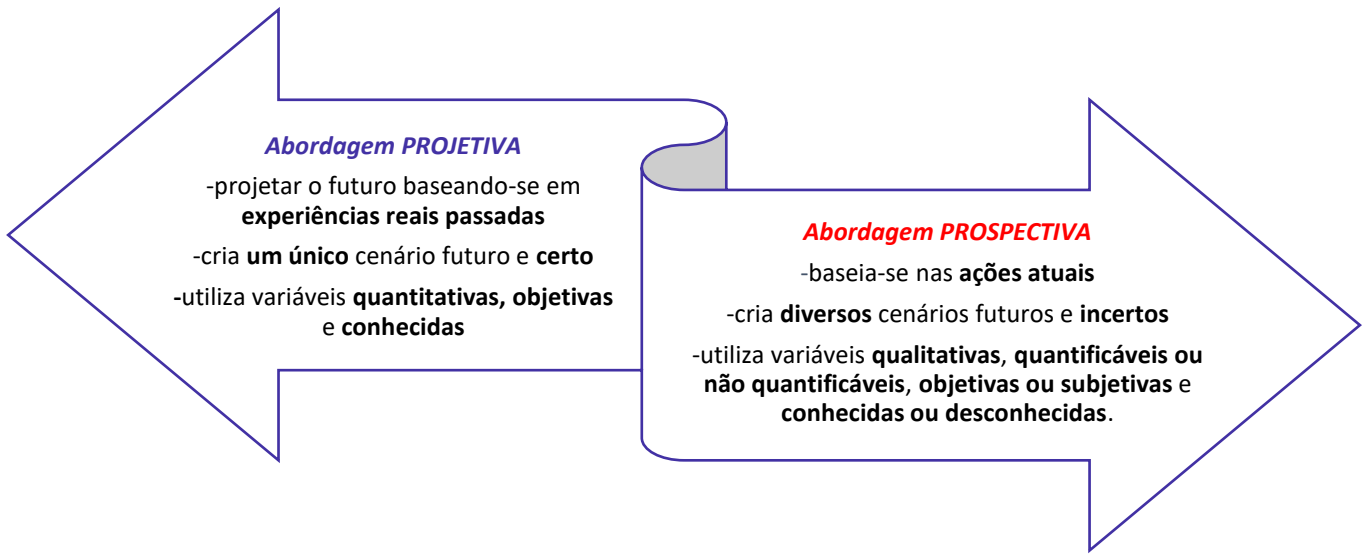 Abordagem PROJETIVA
-projetar o futuro baseando-se em
experiências reais passadas
-cria um único cenário futuro e certo
-utiliza variáveis quantitativas, objetivas
e conhecidas
Abordagem PROSPECTIVA
-baseia-se nas ações atuais
-cria diversos cenários futuros e incertos
-utiliza variáveis qualitativas, quantificáveis ou
não quantificáveis, objetivas ou subjetivas e
conhecidas ou desconhecidas.